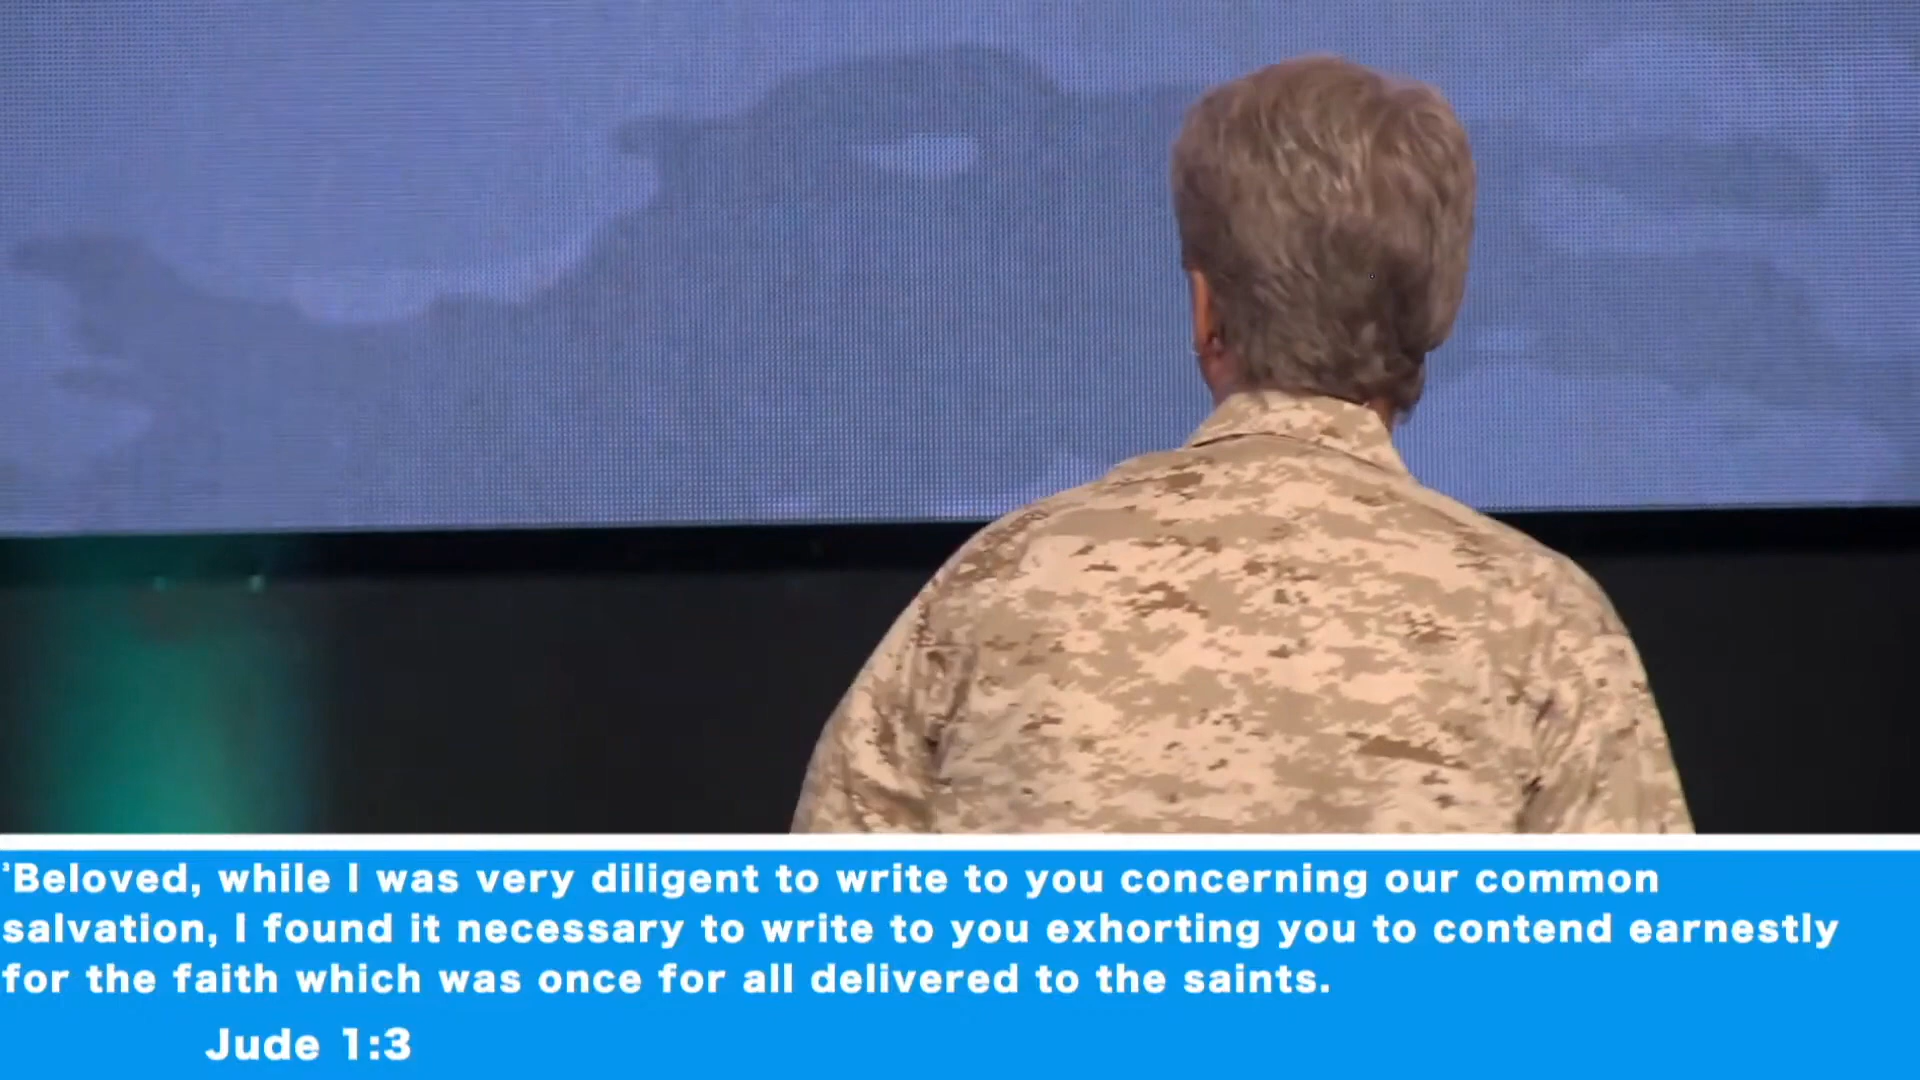 'Beloved, while I was very diligent to write to you concerning our common
salvation, I found it necessary to write to you exhorting you to contend earnestly
for the faith which was once for all delivered to the saints.
Jude 1:3